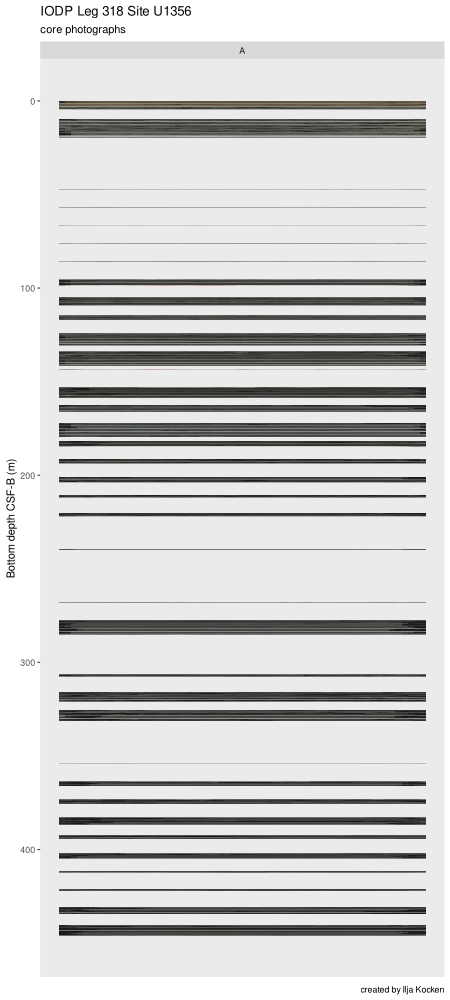 IODP Leg 318 Site U1356
core photographs
A
0
100
200
300
400
Bottom depth CSF-B (m)
created by Ilja Kocken